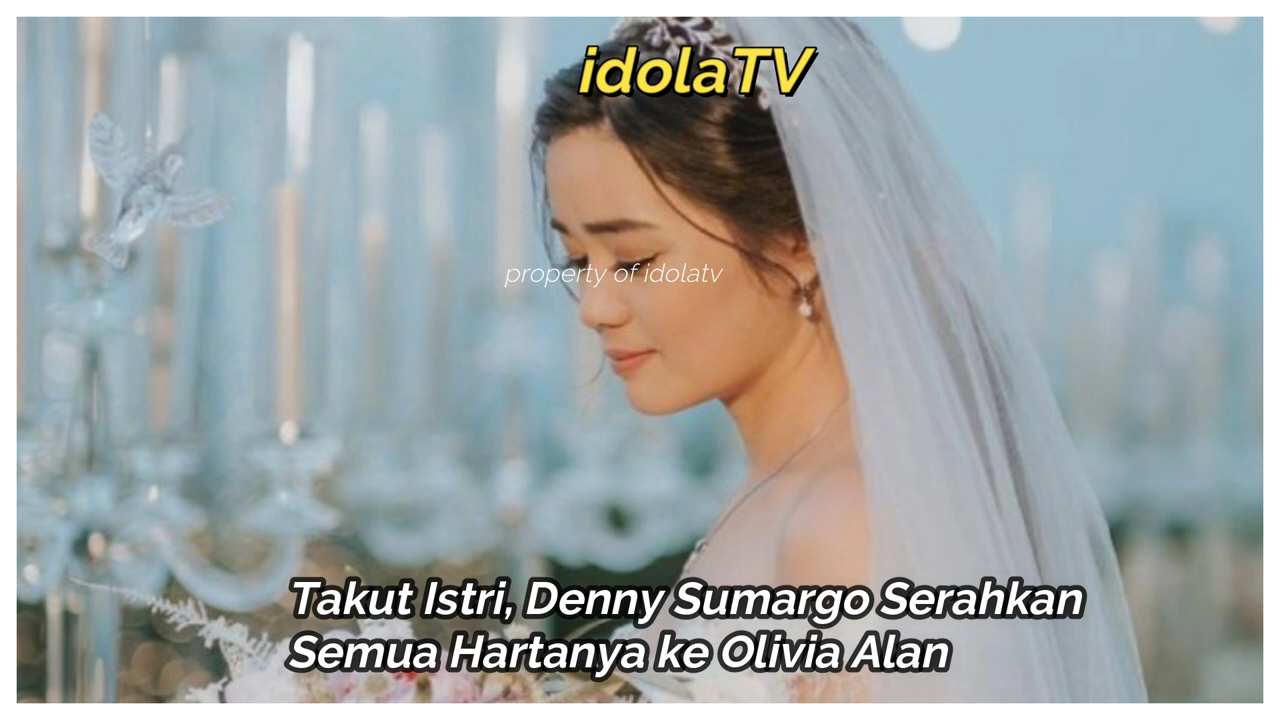 idolaTV
property of idolatv
Takut Istri, Denny Sumargo Serahkan
Semua Hartanya ke Olivia Alan